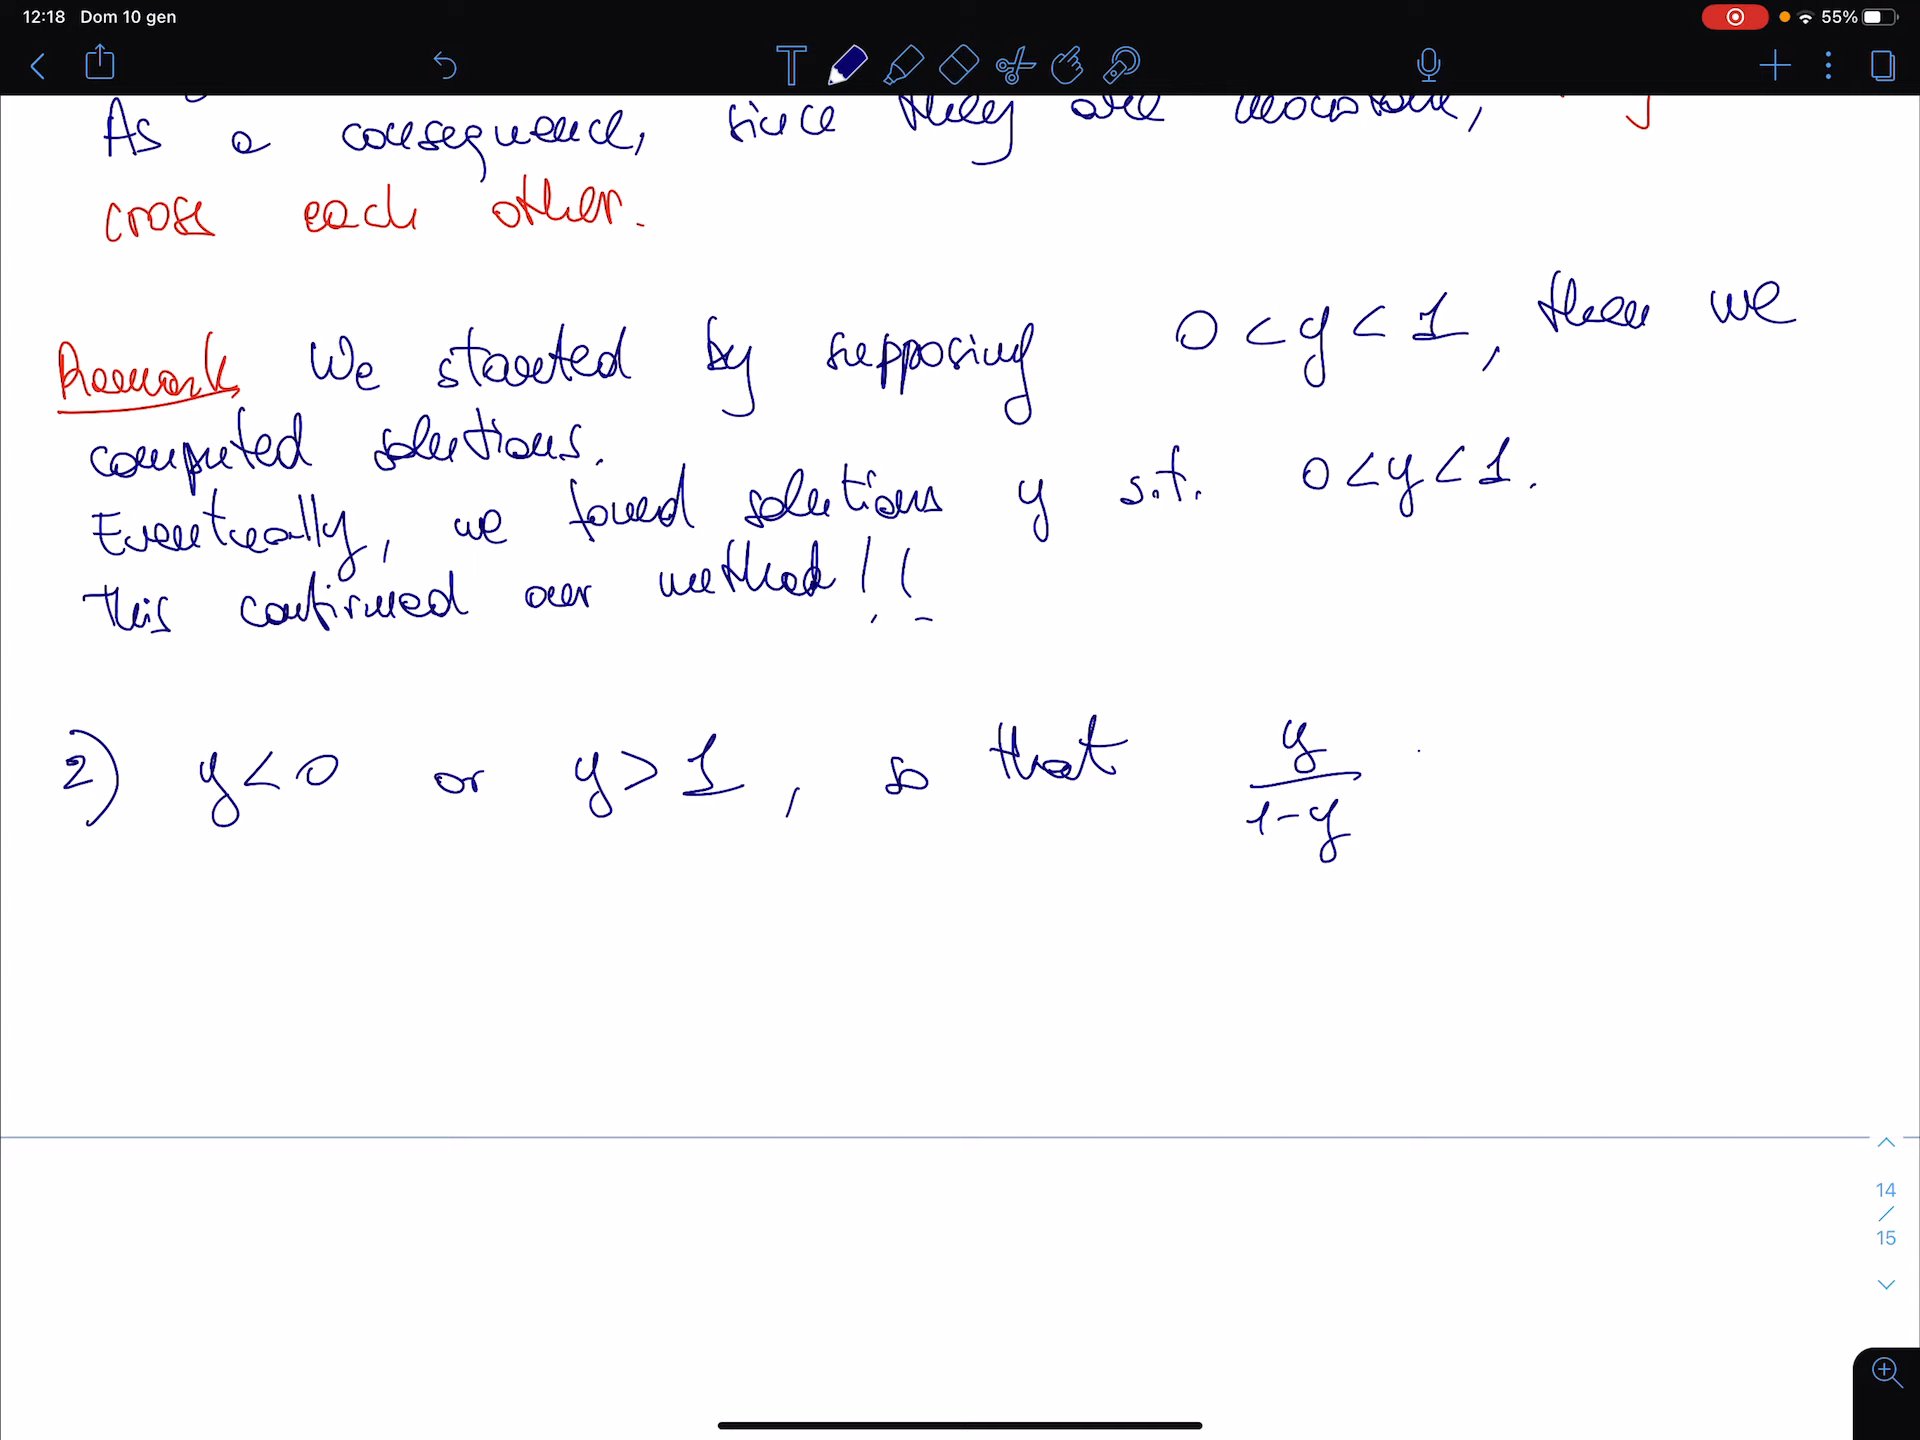 12:18 Dom 10 gen
55%
As a consequence, since they are monotone,
cross each other.
Remark We started by supposing 0 < y < 1, then we
computed solutions.
Eventually, we found solutions y s.t. 0 < y < 1.
This confirmed our method!!
2) y < 0 or y > 1, so that y/(1-y)
14
/
15